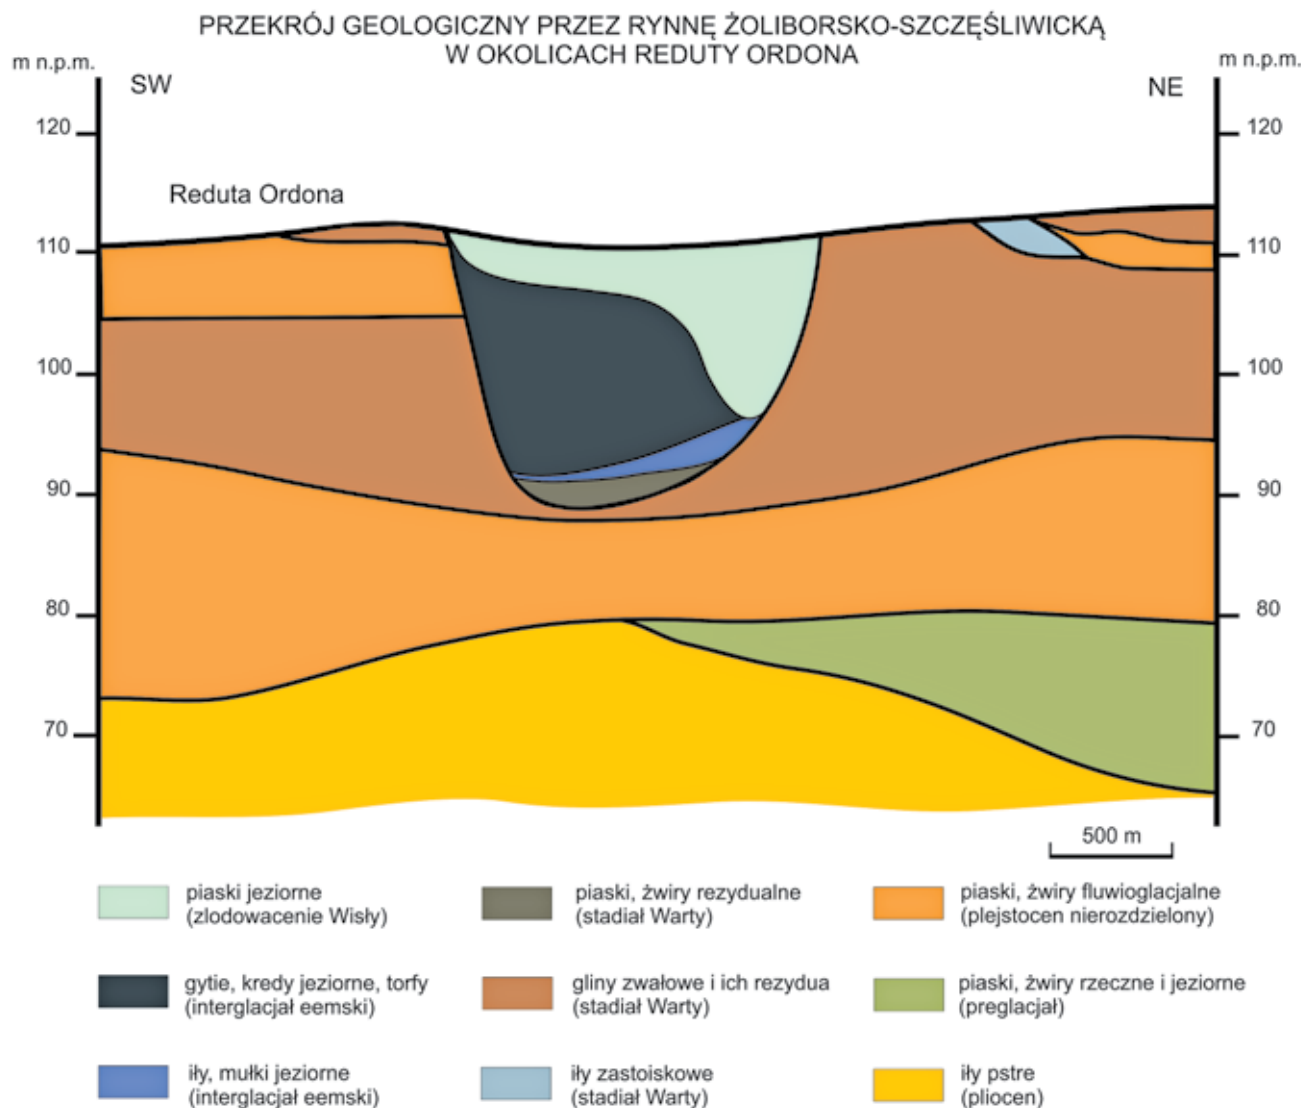 PRZEKRÓJ GEOLOGICZNY PRZEZ RYNNĘ ŻOLIBORSKO-SZCZĘŚLIWICKĄ
W OKOLICACH REDUTY ORDONA
m n.p.m.
m n.p.m.
SW
NE
120
120
Reduta Ordona
110
110
100
100
90
90
80
80
70
70
500 m
piaski jeziorne
(zlodowacenie Wisły)
piaski, żwiry rezydualne
(stadiał Warty)
piaski, żwiry fluwioglacjalne
(plejstocen nierozdzielony)
gytie, kredy jeziorne, torfy
(interglacjał eemski)
gliny zwałowe i ich rezydua
(stadiał Warty)
piaski, żwiry rzeczne i jeziorne
(preglacjał)
iły, mułki jeziorne
(interglacjał eemski)
iły zastoiskowe
(stadiał Warty)
iły pstre
(pliocen)